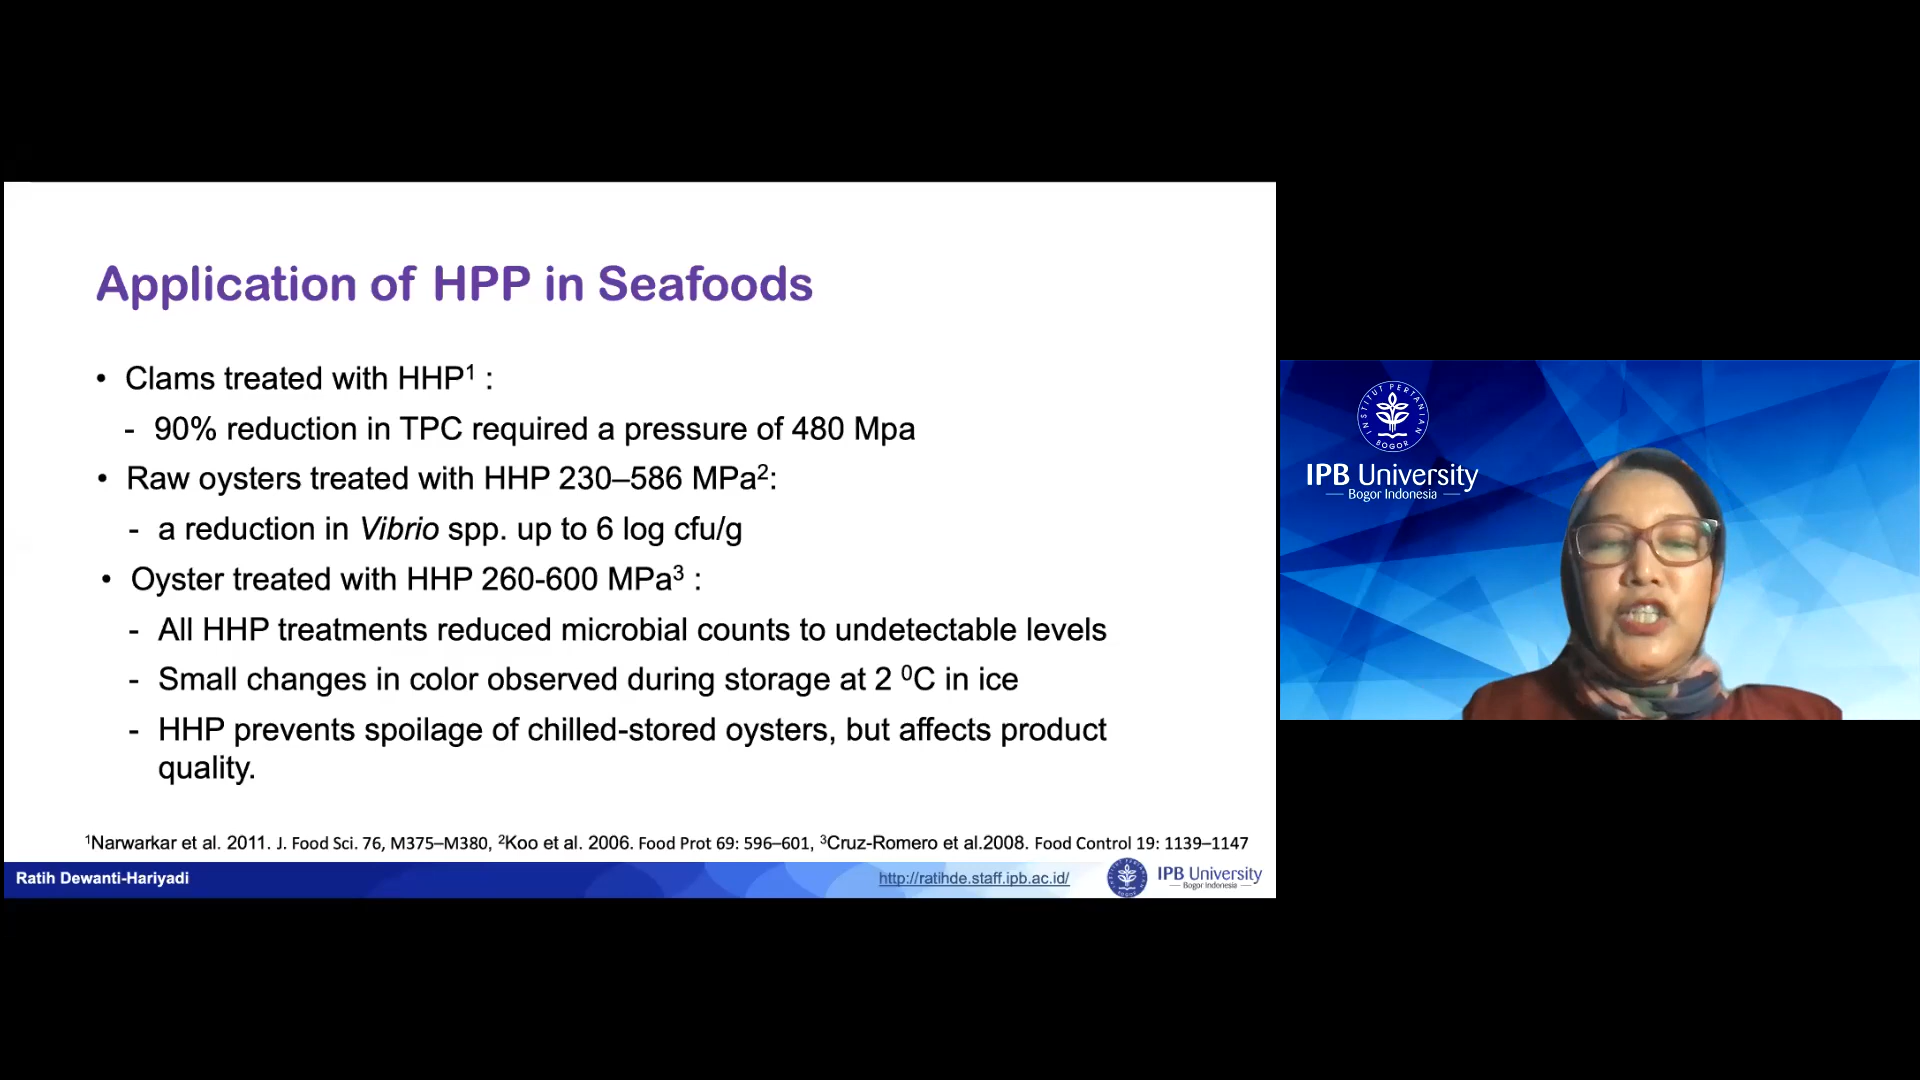 Application of HPP in Seafoods
• Clams treated with HHP¹ :
- 90% reduction in TPC required a pressure of 480 Mpa
• Raw oysters treated with HHP 230–586 MPa²:
- a reduction in Vibrio spp. up to 6 log cfu/g
• Oyster treated with HHP 260-600 MPa³ :
- All HHP treatments reduced microbial counts to undetectable levels
- Small changes in color observed during storage at 2 ⁰C in ice
- HHP prevents spoilage of chilled-stored oysters, but affects product
quality.
¹Narwarkar et al. 2011. J. Food Sci. 76, M375–M380, ²Koo et al. 2006. Food Prot 69: 596–601, ³Cruz-Romero et al.2008. Food Control 19: 1139–1147
Ratih Dewanti-Hariyadi
http://ratihde.staff.ipb.ac.id/
IPB University
Bogor Indonesia
INSTITUT PERTANIAN
BOGOR
IPB University
Bogor Indonesia